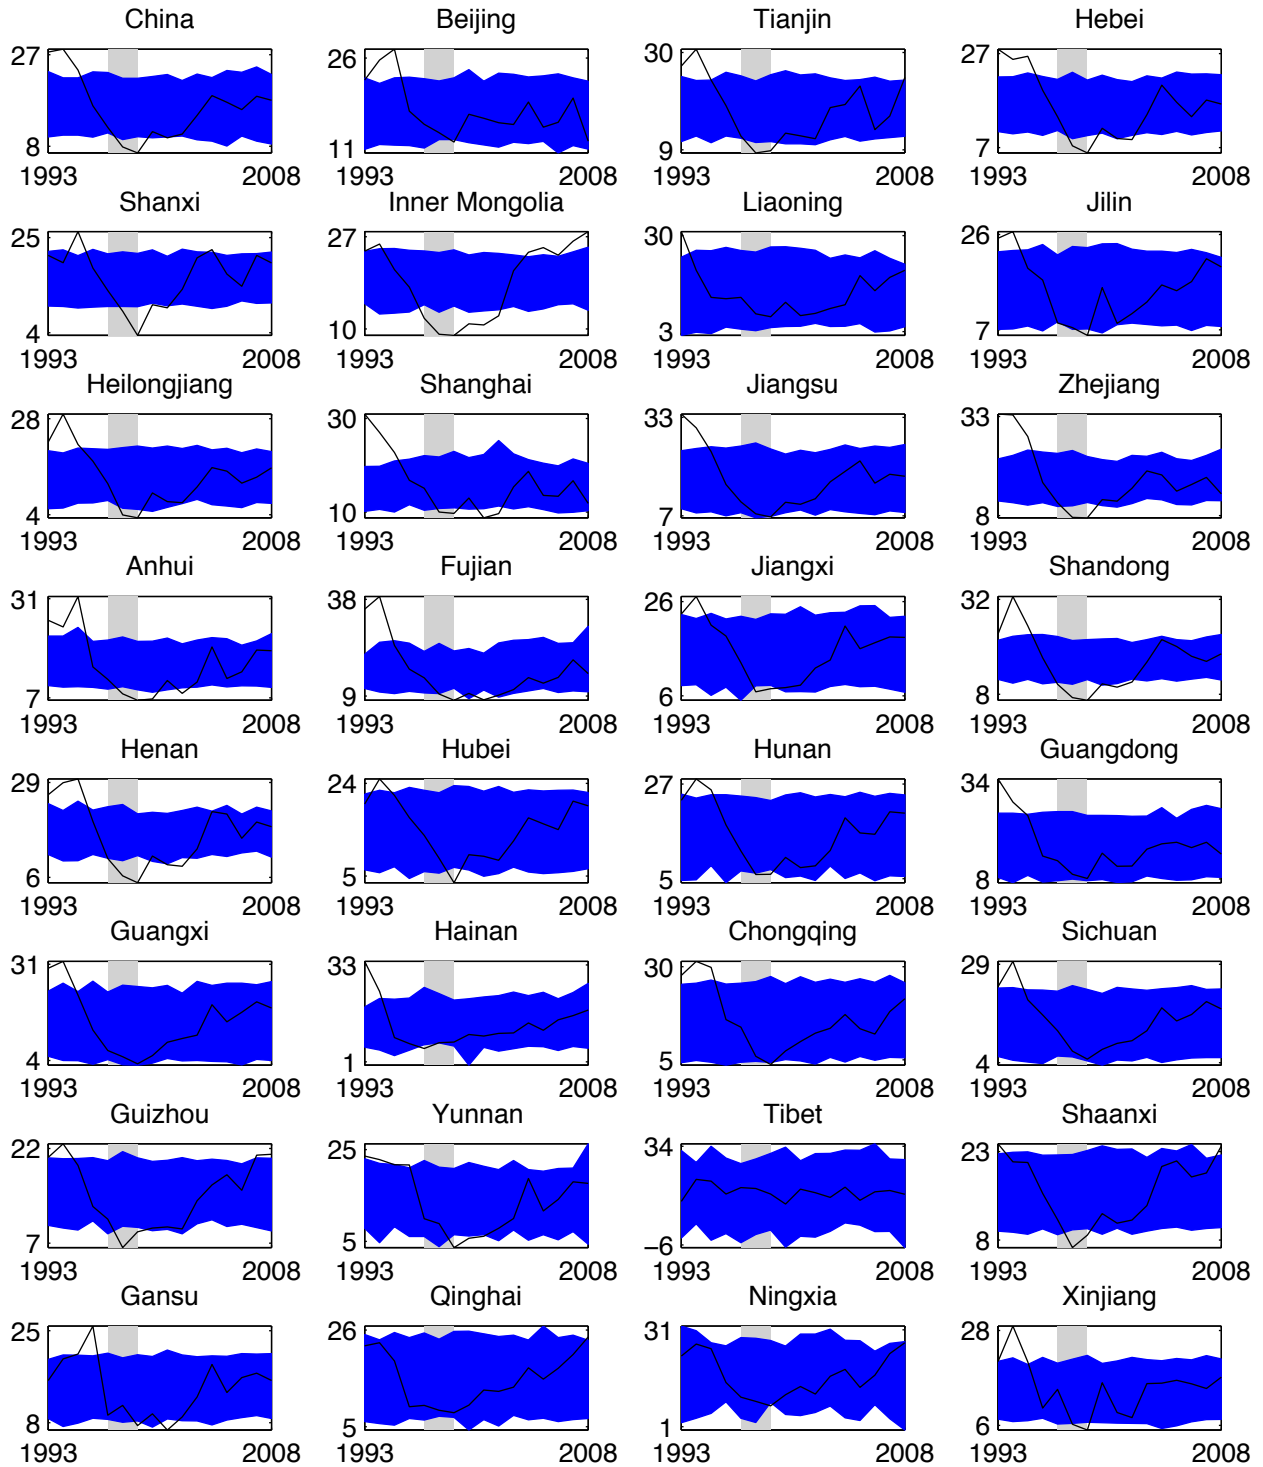 China Beijing Tianjin Hebei
27 26 30 27
8 11 9 7
1993 2008 1993 2008 1993 2008 1993 2008
Shanxi Inner Mongolia Liaoning Jilin
25 27 30 26
4 10 3 7
1993 2008 1993 2008 1993 2008 1993 2008
Heilongjiang Shanghai Jiangsu Zhejiang
28 30 33 33
4 10 7 8
1993 2008 1993 2008 1993 2008 1993 2008
Anhui Fujian Jiangxi Shandong
31 38 26 32
7 9 6 8
1993 2008 1993 2008 1993 2008 1993 2008
Henan Hubei Hunan Guangdong
29 24 27 34
6 5 5 8
1993 2008 1993 2008 1993 2008 1993 2008
Guangxi Hainan Chongqing Sichuan
31 33 30 29
4 1 5 4
1993 2008 1993 2008 1993 2008 1993 2008
Guizhou Yunnan Tibet Shaanxi
22 25 34 23
7 5 −6 8
1993 2008 1993 2008 1993 2008 1993 2008
Gansu Qinghai Ningxia Xinjiang
25 26 31 28
8 5 1 6
1993 2008 1993 2008 1993 2008 1993 2008